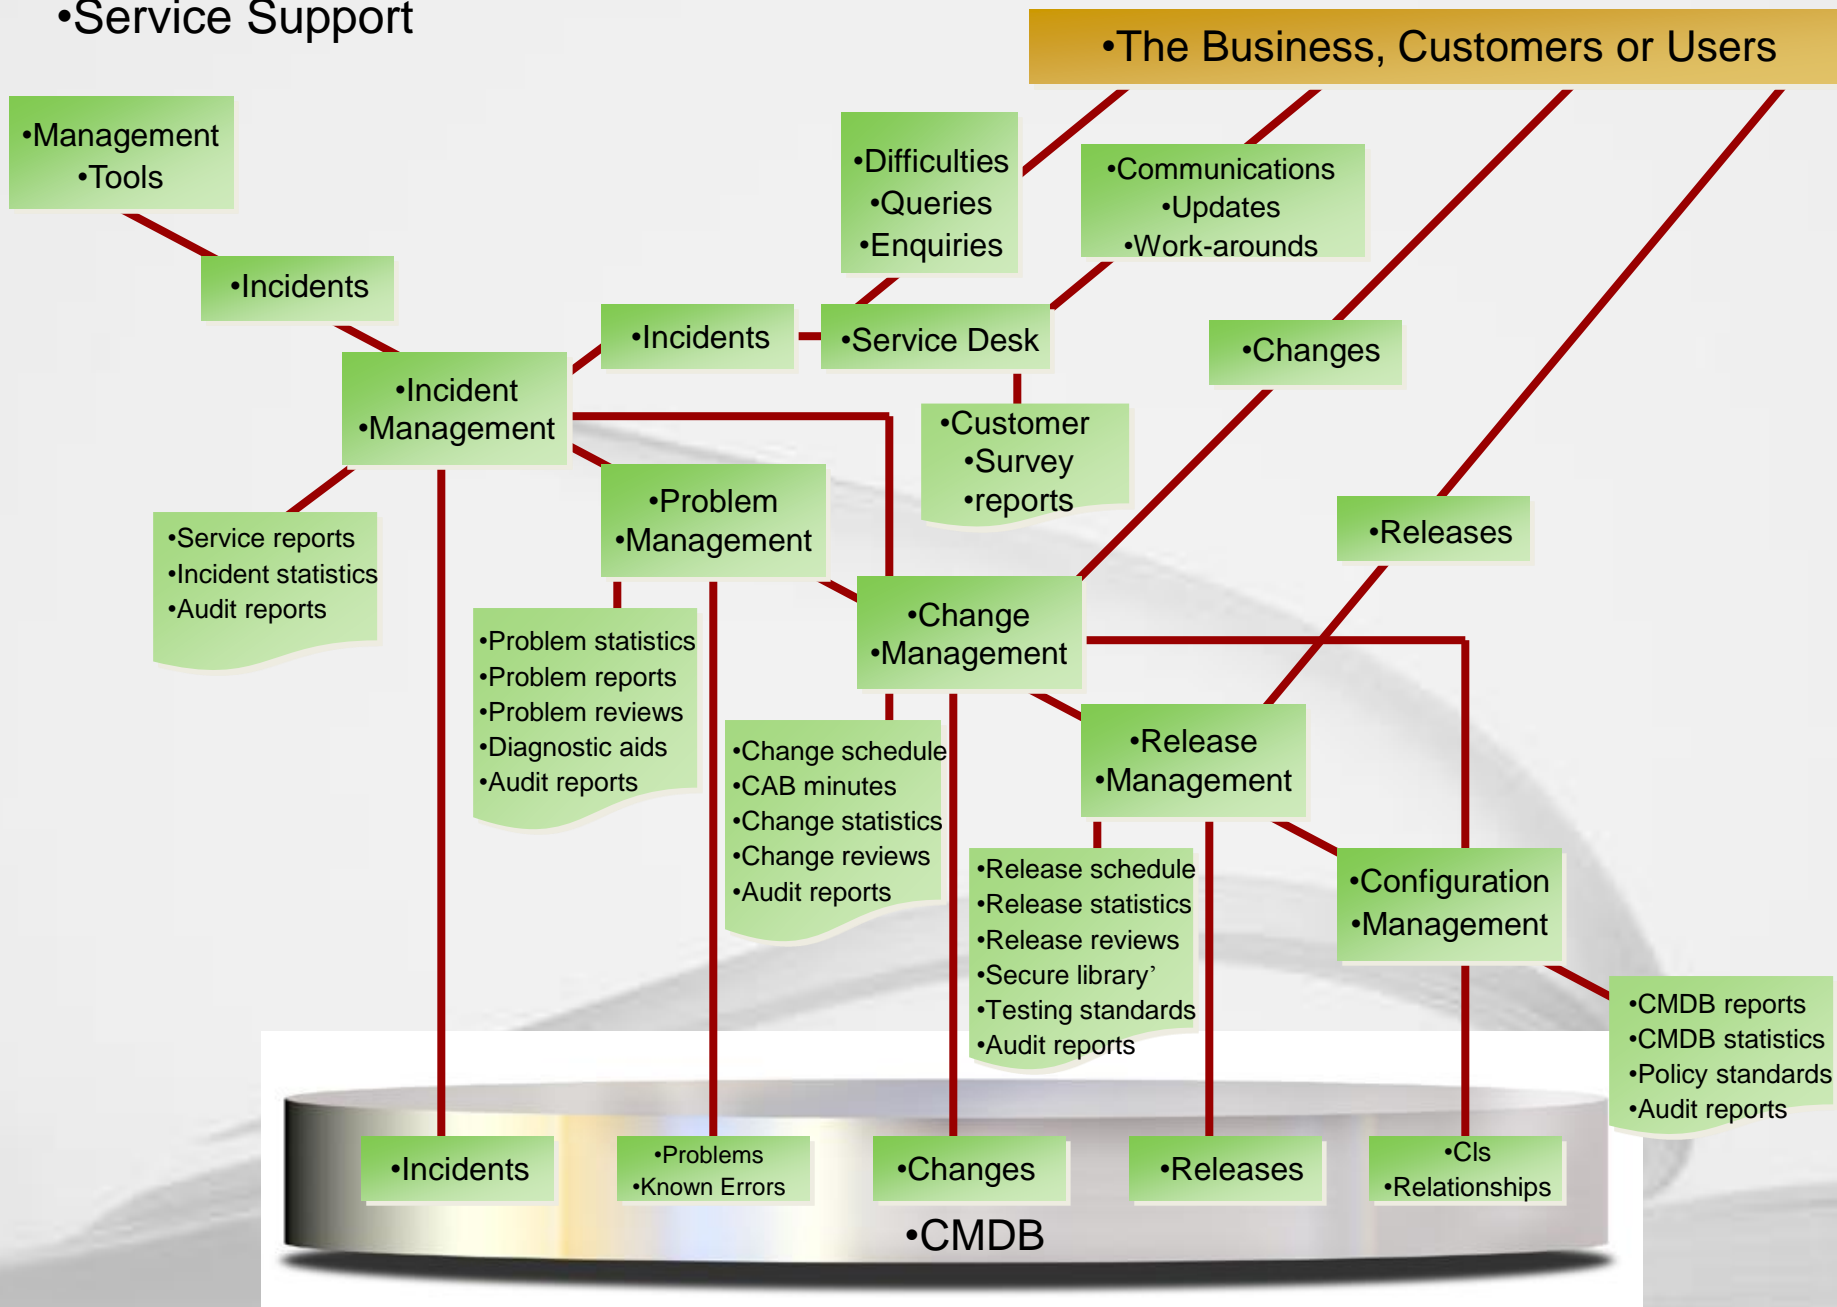 •Service Support
•The Business, Customers or Users
•Management
•Tools
•Difficulties
•Queries
•Enquiries
•Communications
•Updates
•Work-arounds
•Incidents
•Incidents
•Service Desk
•Changes
•Incident
•Management
•Customer
•Survey
•reports
•Problem
•Management
•Releases
•Service reports
•Incident statistics
•Audit reports
•Change
•Management
•Problem statistics
•Problem reports
•Problem reviews
•Diagnostic aids
•Audit reports
•Release
•Management
•Change schedule
•CAB minutes
•Change statistics
•Change reviews
•Audit reports
•Configuration
•Management
•Release schedule
•Release statistics
•Release reviews
•Secure library’
•Testing standards
•Audit reports
•CMDB reports
•CMDB statistics
•Policy standards
•Audit reports
•Incidents
•Problems
•Known Errors
•Changes
•Releases
•CIs
•Relationships
•CMDB